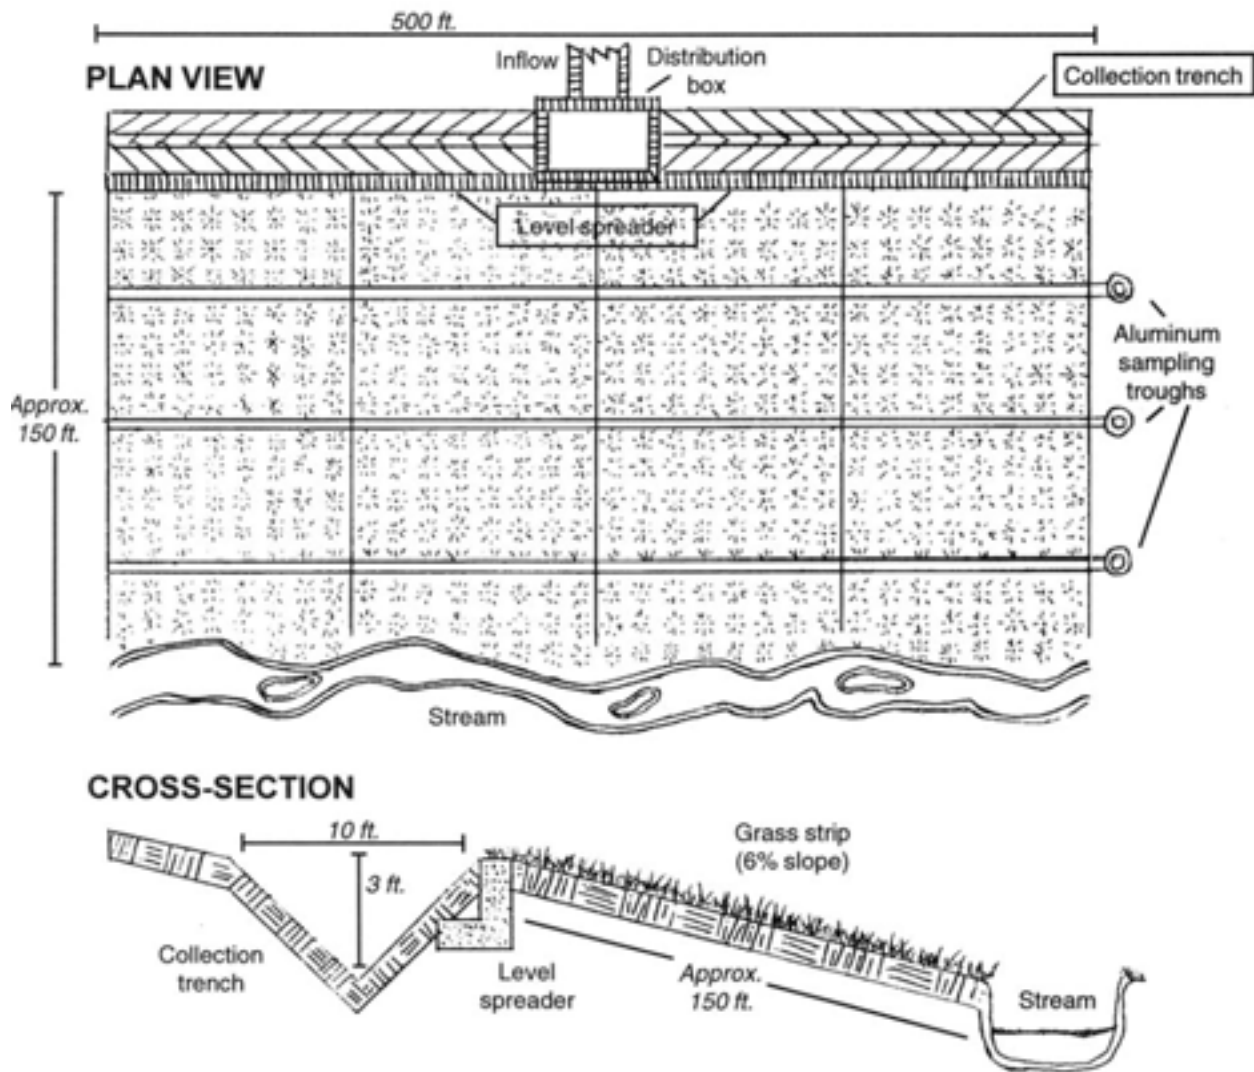 500 ft.
PLAN VIEW
Inflow
Distribution
box
Collection trench
Level spreader
Approx.
150 ft.
Aluminum
sampling
troughs
Stream
CROSS-SECTION
10 ft.
3 ft.
Grass strip
(6% slope)
Collection
trench
Level
spreader
Approx.
150 ft.
Stream